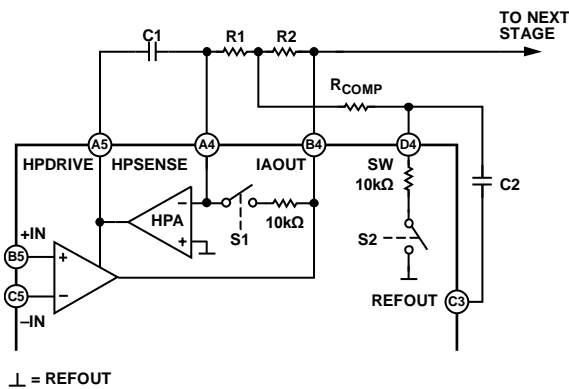 TO NEXT
STAGE
C1
R1
R2
RCOMP
A5
A4
B4
D4
HPDRIVE
HPSENSE
IAOUT
SW
10kΩ
C2
HPA
–
+
S1
10kΩ
S2
+IN
B5
+
C5
–
–IN
REFOUT
C3
⊥ = REFOUT